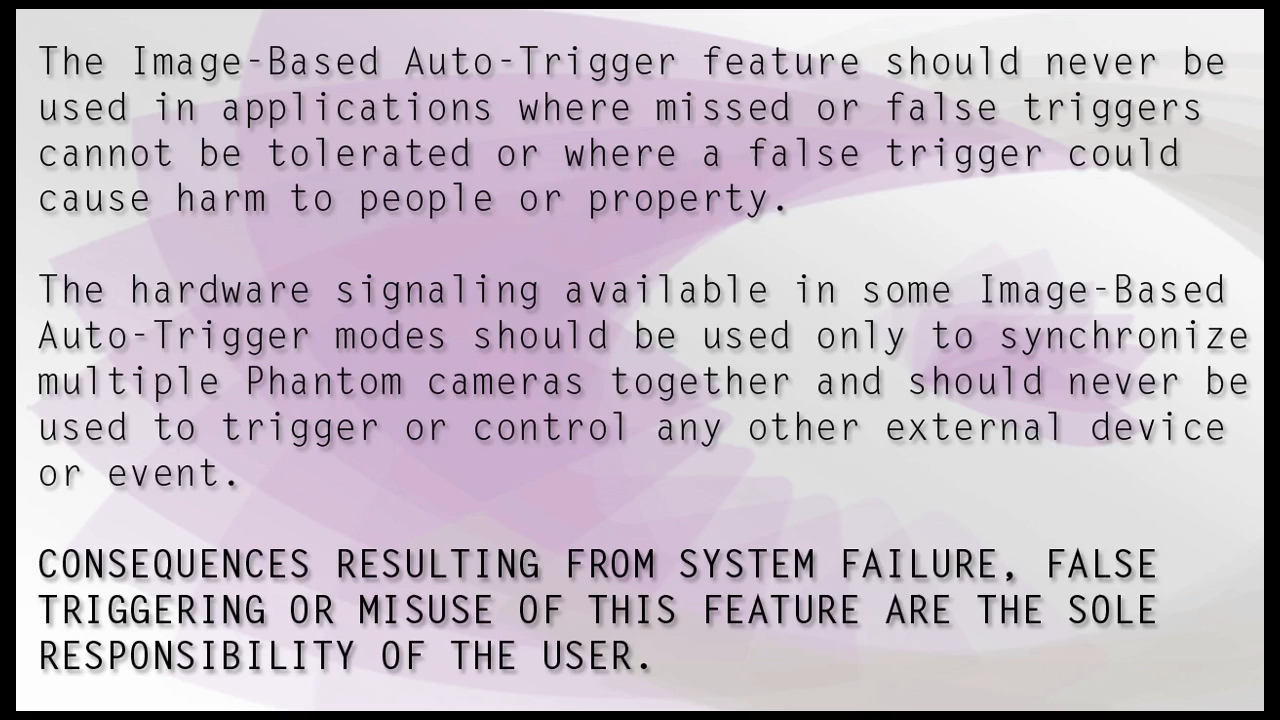 The Image-Based Auto-Trigger feature should never be
used in applications where missed or false triggers
cannot be tolerated or where a false trigger could
cause harm to people or property.
The hardware signaling available in some Image-Based
Auto-Trigger modes should be used only to synchronize
multiple Phantom cameras together and should never be
used to trigger or control any other external device
or event.
CONSEQUENCES RESULTING FROM SYSTEM FAILURE, FALSE
TRIGGERING OR MISUSE OF THIS FEATURE ARE THE SOLE
RESPONSIBILITY OF THE USER.